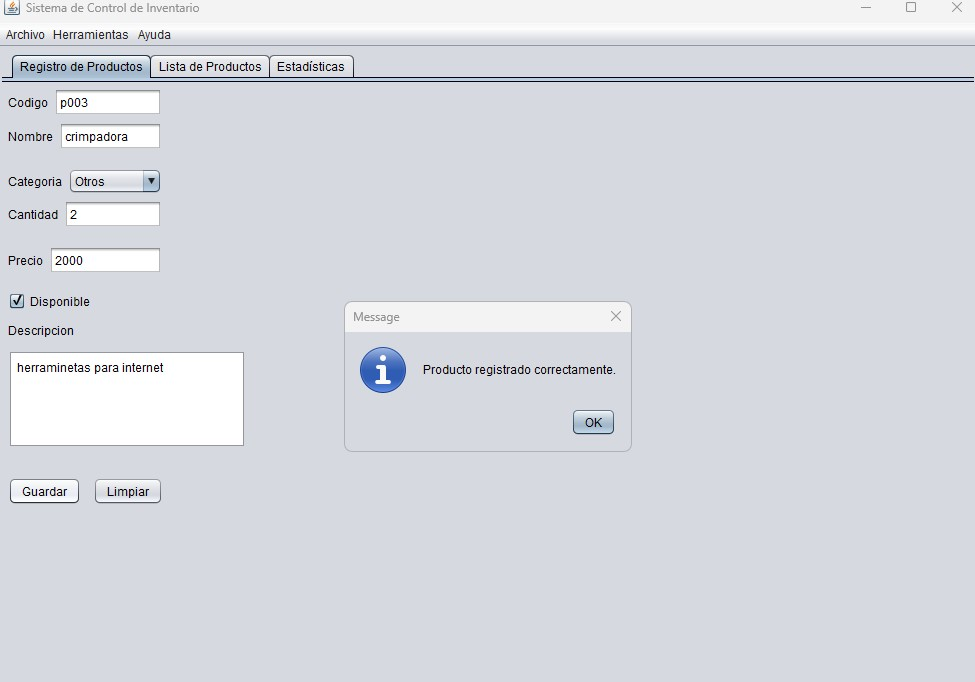 Sistema de Control de Inventario
Archivo Herramientas Ayuda
Registro de Productos Lista de Productos Estadísticas
Codigo p003
Nombre crimpadora
Categoria Otros
Cantidad 2
Precio 2000
Disponible
Descripcion
herraminetas para internet
Guardar Limpiar
Message
Producto registrado correctamente.
OK